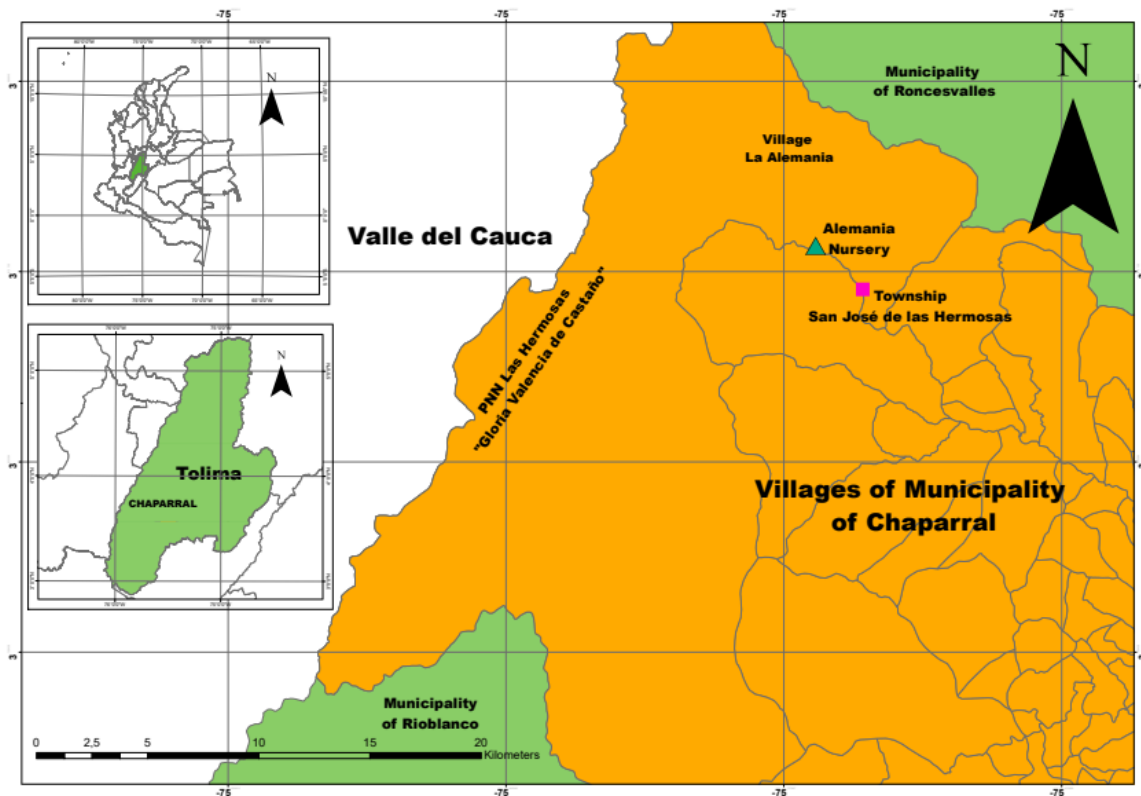 -75
-75
-75
-75
N
N
Municipality
of Roncesvalles
Village
La Alemania
Valle del Cauca
Alemania
Nursery
Township
San José de las Hermosas
PNN Las Hermosas
"Gloria Valencia de Castaño"
N
Tolima
CHAPARRAL
Villages of Municipality
of Chaparral
Municipality
of Rioblanco
0 2,5 5 10 15 20
Kilometers
3
3
3
3
-75
-75
-75
-75